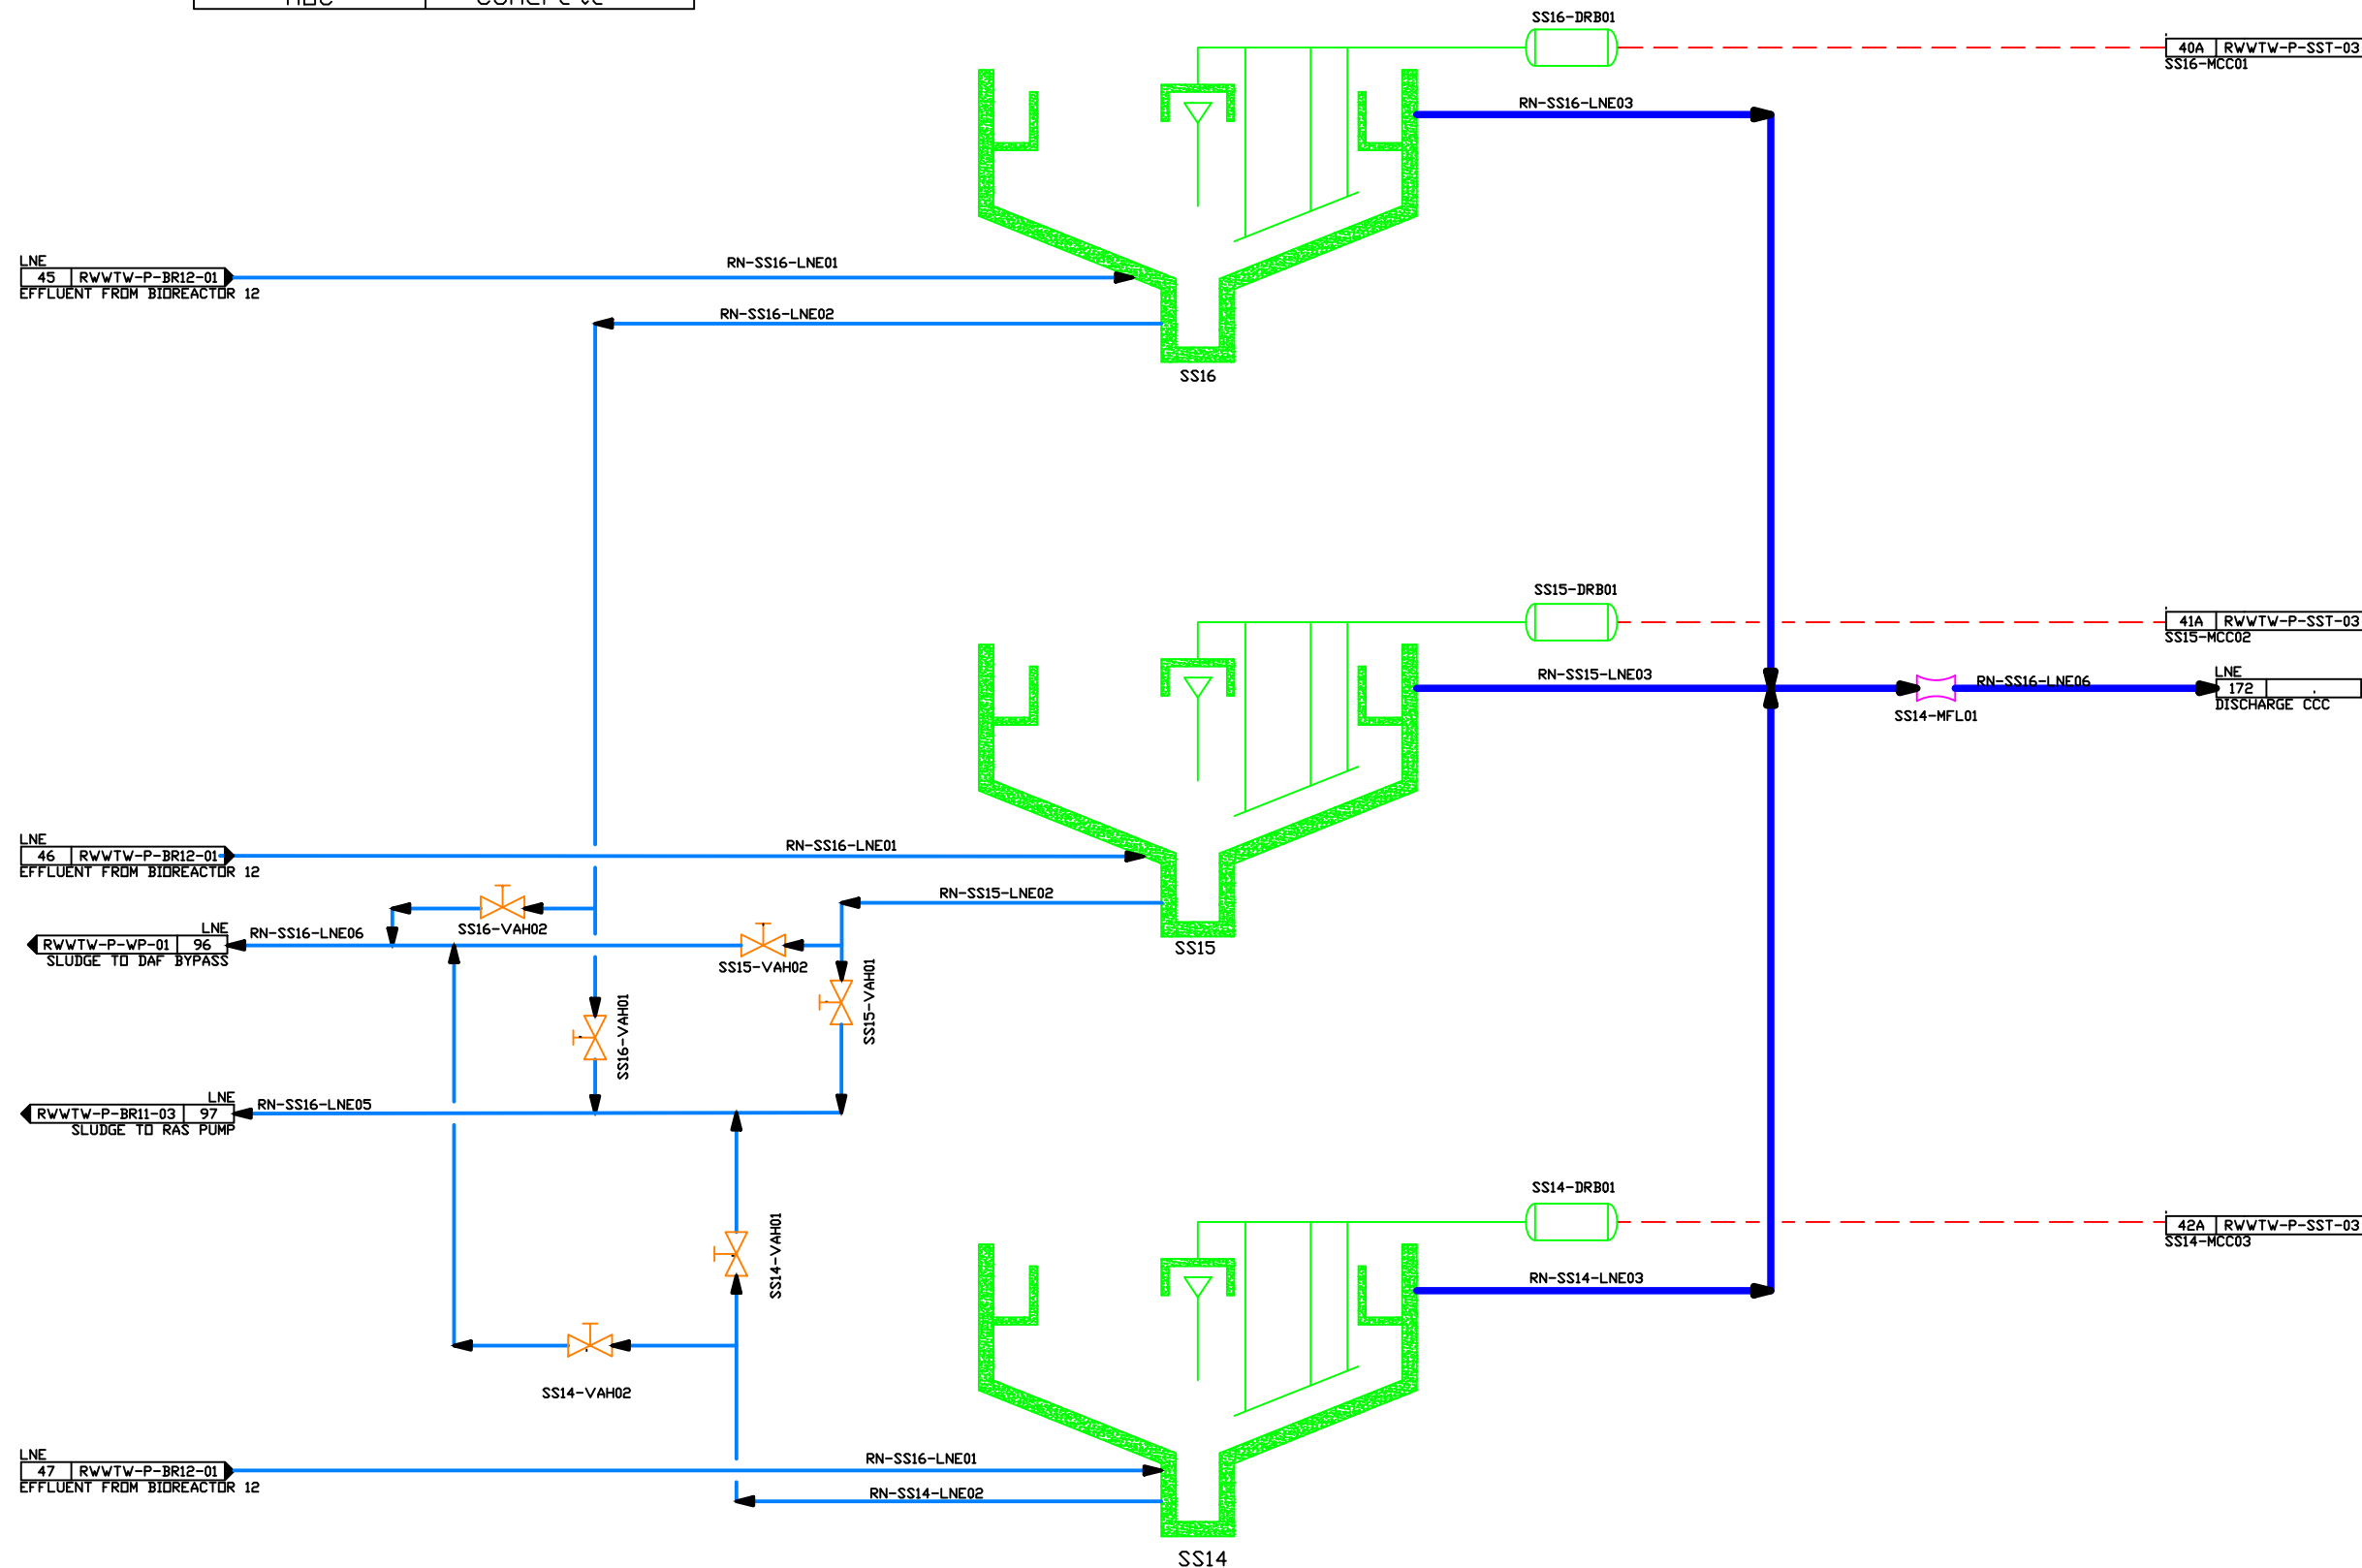 SS16-DRB01
40A RWWTW-P-SST-03
SS16-MCC01
RN-SS16-LNE03
LNE
45 RWWTW-P-BR12-01
EFFLUENT FROM BIOREACTOR 12
RN-SS16-LNE01
RN-SS16-LNE02
SS16
SS15-DRB01
41A RWWTW-P-SST-03
SS15-MCC02
RN-SS15-LNE03
RN-SS16-LNE06
LNE
172 .
DISCHARGE CCC
SS14-MFL01
LNE
46 RWWTW-P-BR12-01
EFFLUENT FROM BIOREACTOR 12
RN-SS16-LNE01
RN-SS15-LNE02
SS16-VAH02
LNE
RWWTW-P-WP-01 96
SLUDGE TO DAF BYPASS
RN-SS16-LNE06
SS15-VAH02
SS15
SS15-VAH01
SS16-VAH01
LNE
RWWTW-P-BR11-03 97
SLUDGE TO RAS PUMP
RN-SS16-LNE05
SS14-DRB01
42A RWWTW-P-SST-03
SS14-MCC03
SS14-VAH01
RN-SS14-LNE03
SS14-VAH02
LNE
47 RWWTW-P-BR12-01
EFFLUENT FROM BIOREACTOR 12
RN-SS16-LNE01
RN-SS14-LNE02
SS14